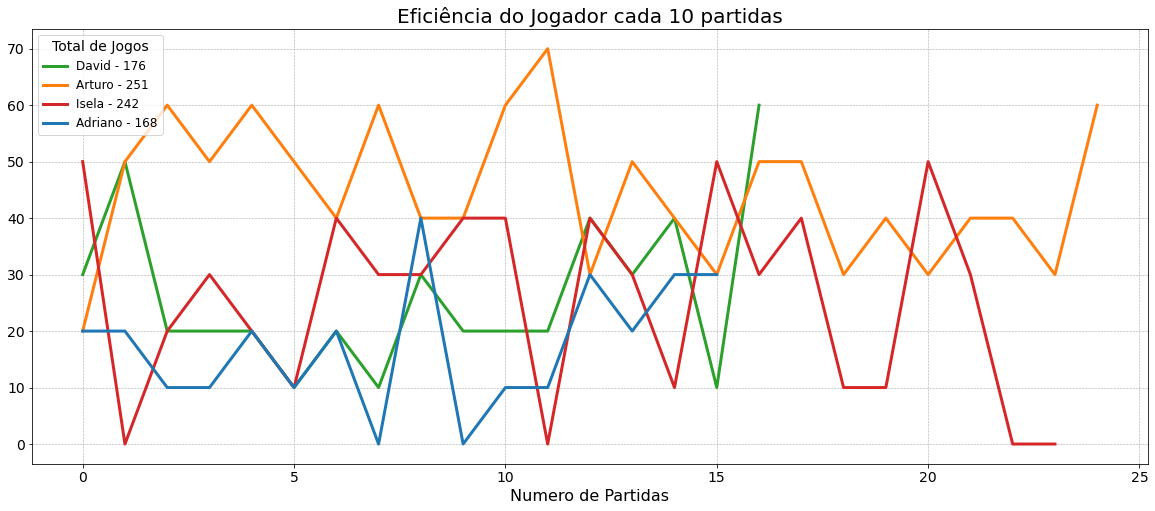 Eficiência do Jogador cada 10 partidas
Total de Jogos
David - 176
Arturo - 251
Isela - 242
Adriano - 168
70
60
50
40
30
20
10
0
0 5 10 15 20 25
Numero de Partidas